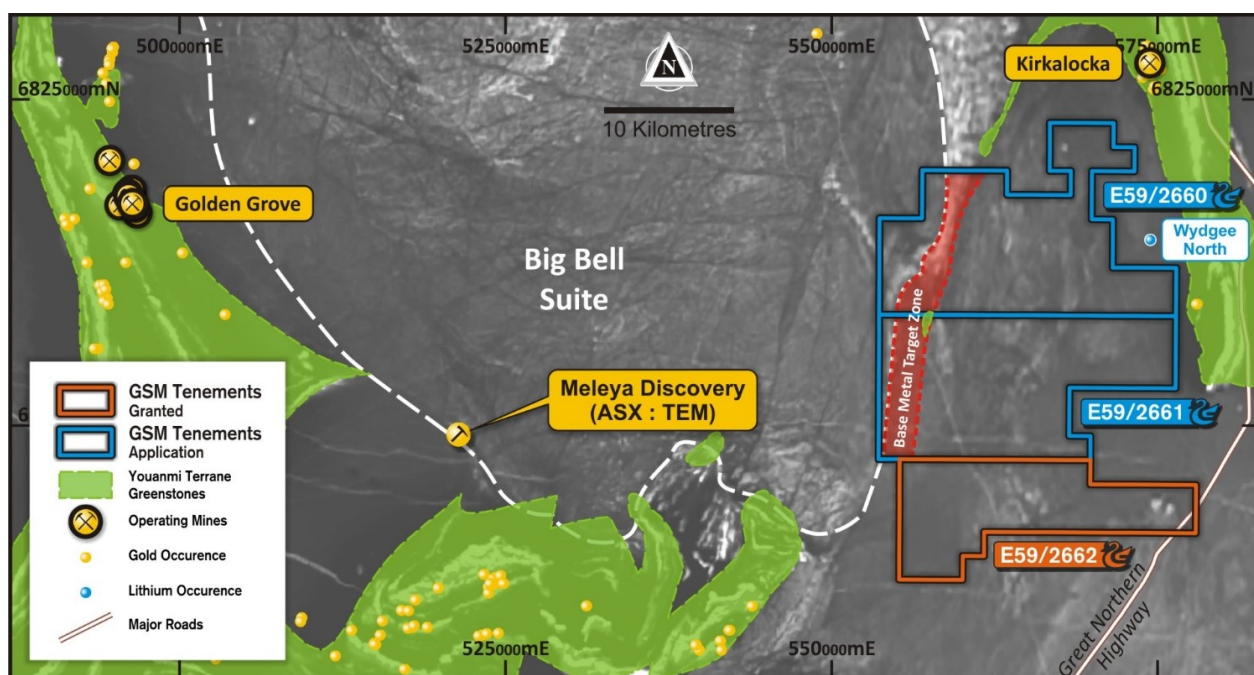 500000mE
525000mE
550000mE
575000mE
Kirkalocka
6825000mN
6825000mN
N
10 Kilometres
E59/2660
Golden Grove
Wydgee
North
Big Bell
Suite
Base Metal Target Zone
GSM Tenements
Granted
GSM Tenements
Application
Youanmi Terrane
Greenstones
Operating Mines
Gold Occurence
Lithium Occurence
Major Roads
Meleya Discovery
(ASX : TEM)
E59/2661
E59/2662
Great Northern
Highway
525000mE
550000mE